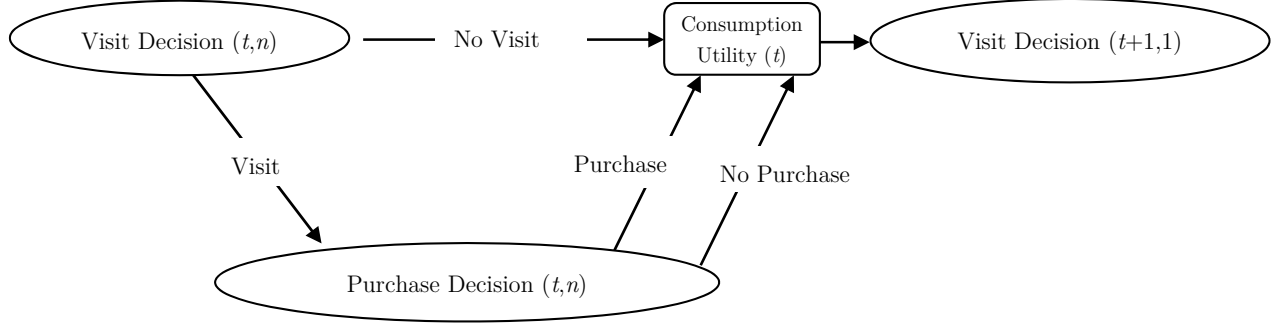 Visit Decision (t,n)
No Visit
Consumption
Utility (t)
Visit Decision (t+1,1)
Visit
Purchase
No Purchase
Purchase Decision (t,n)